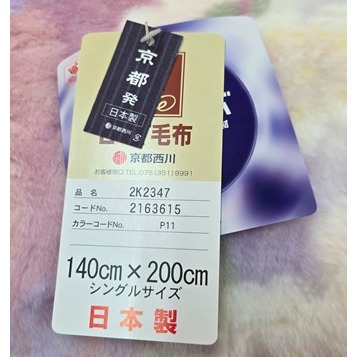 京都発
日本製
京都西川
毛布
京都西川
お客様窓口 TEL 075(351)9991
品名 2K2347
コードNo. 2163615
カラーコードNo. P11
140cm×200cm
シングルサイズ
日本製